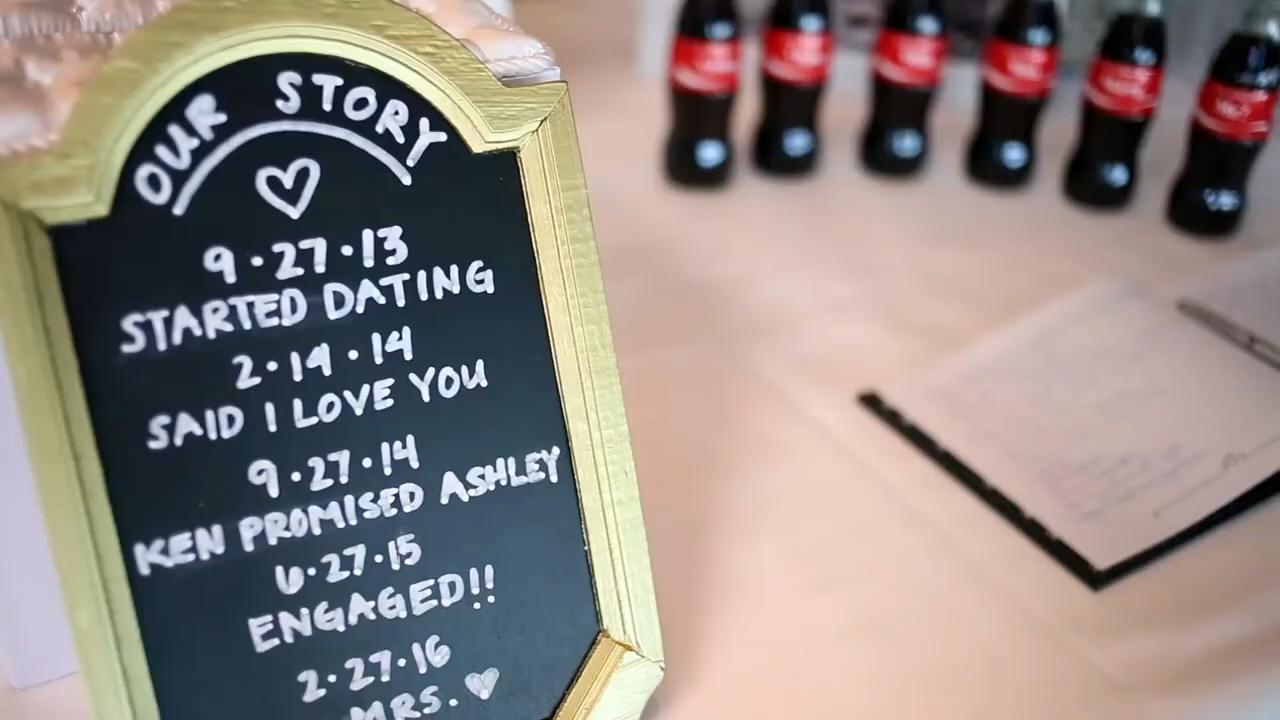 OUR STORY
9·27·13
STARTED DATING
2·14·14
SAID I LOVE YOU
9·27·14
KEN PROMISED ASHLEY
6·27·15
ENGAGED!!
2·27·16
MRS.